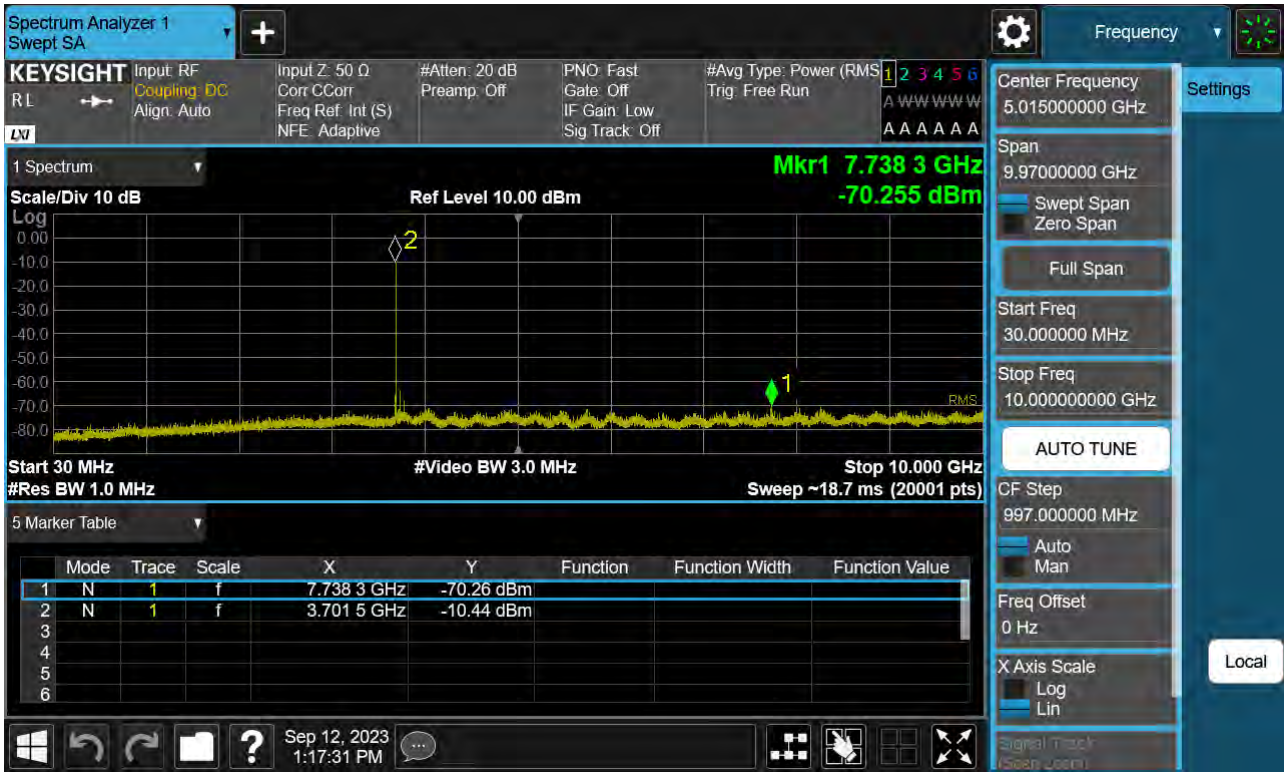 Spectrum Analyzer 1
Swept SA
+
Frequency
KEYSIGHT
RL
LXI
Input: RF
Coupling: DC
Align: Auto
Input Z: 50 Ω
Corr CCorr
Freq Ref: Int (S)
NFE: Adaptive
#Atten: 20 dB
Preamp: Off
PNO: Fast
Gate: Off
IF Gain: Low
Sig Track: Off
#Avg Type: Power (RMS
Trig: Free Run
1 2 3 4 5 6
A W W W W W
A A A A A A
1 Spectrum
Mkr1 7.738 3 GHz
-70.255 dBm
Scale/Div 10 dB
Ref Level 10.00 dBm
Log
0.00
-10.0
-20.0
-30.0
-40.0
-50.0
-60.0
-70.0
-80.0
2
1
RMS
Start 30 MHz
#Video BW 3.0 MHz
Stop 10.000 GHz
#Res BW 1.0 MHz
Sweep ~18.7 ms (20001 pts)
5 Marker Table
Mode Trace Scale X Y Function Function Width Function Value
1 N 1 f 7.738 3 GHz -70.26 dBm
2 N 1 f 3.701 5 GHz -10.44 dBm
3
4
5
6
Sep 12, 2023
1:17:31 PM
?
Center Frequency
5.015000000 GHz
Settings
Span
9.97000000 GHz
Swept Span
Zero Span
Full Span
Start Freq
30.000000 MHz
Stop Freq
10.000000000 GHz
AUTO TUNE
CF Step
997.000000 MHz
Auto
Man
Freq Offset
0 Hz
X Axis Scale
Log
Lin
Local
Signal Track
(Span Zoom)